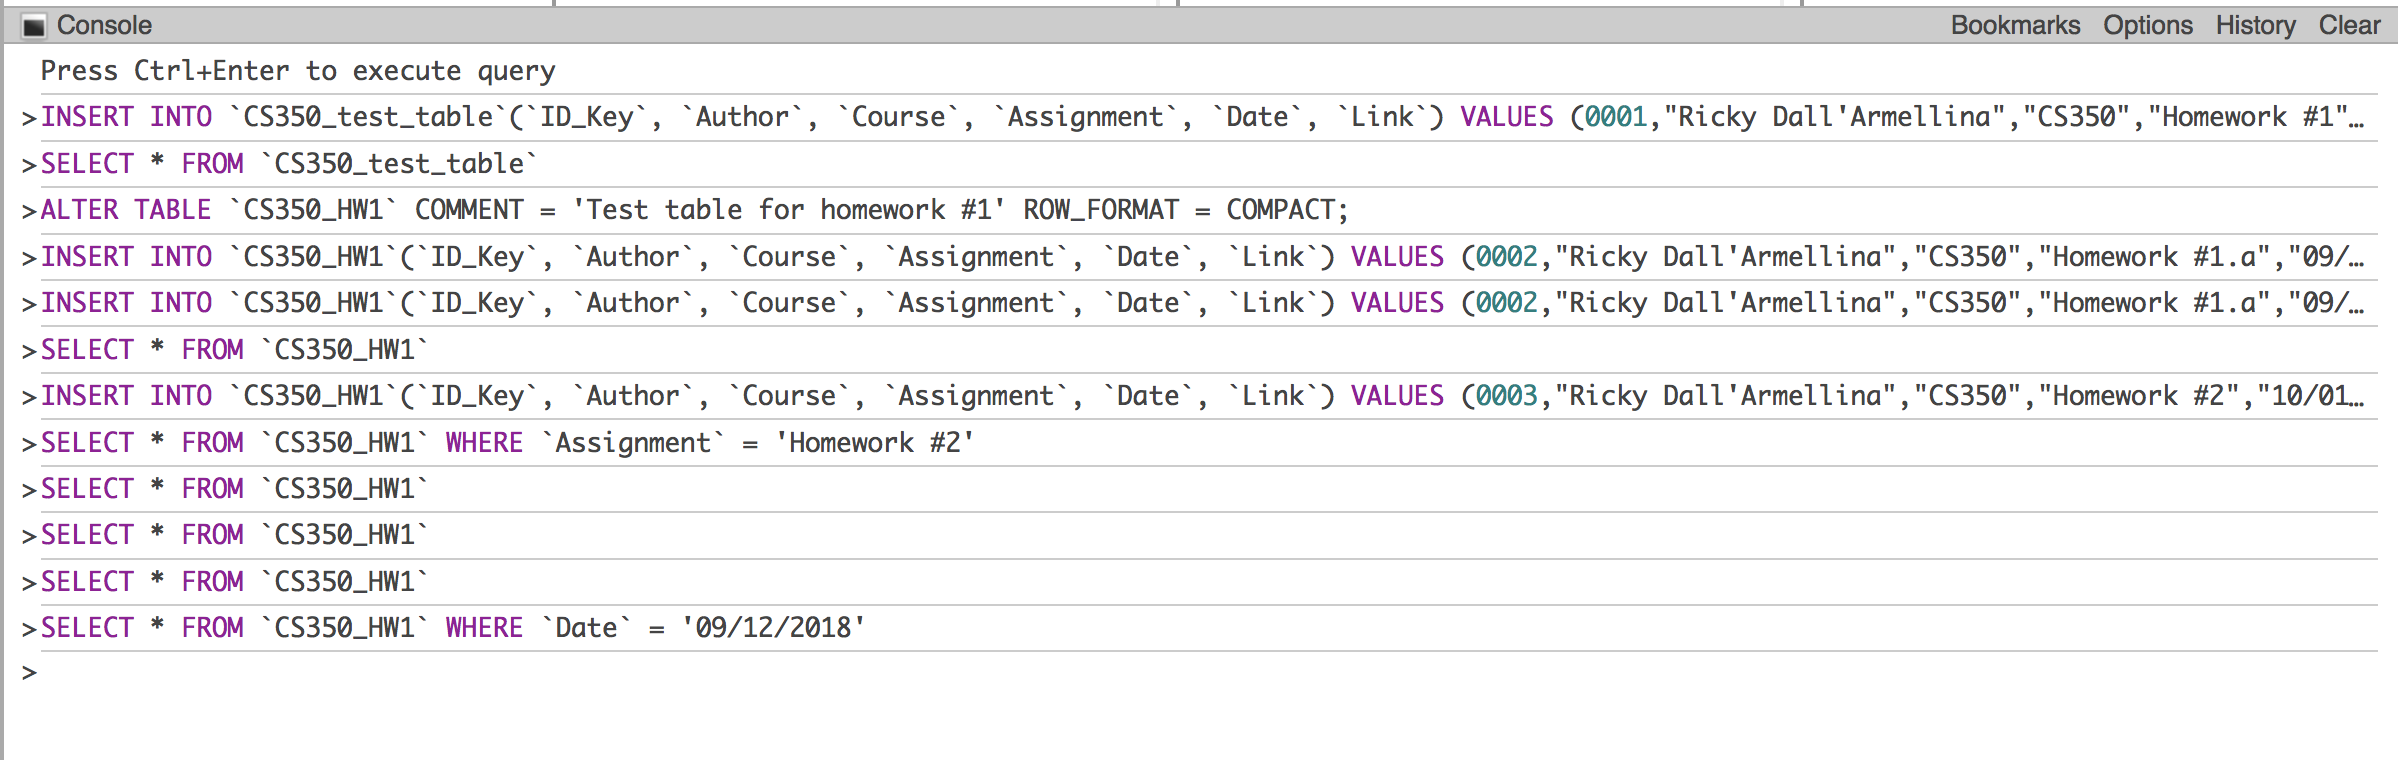 Console Bookmarks Options History Clear
Press Ctrl+Enter to execute query
>INSERT INTO `CS350_test_table`(`ID_Key`, `Author`, `Course`, `Assignment`, `Date`, `Link`) VALUES (0001,"Ricky Dall'Armellina","CS350","Homework #1"…
>SELECT * FROM `CS350_test_table`
>ALTER TABLE `CS350_HW1` COMMENT = 'Test table for homework #1' ROW_FORMAT = COMPACT;
>INSERT INTO `CS350_HW1`(`ID_Key`, `Author`, `Course`, `Assignment`, `Date`, `Link`) VALUES (0002,"Ricky Dall'Armellina","CS350","Homework #1.a","09/…
>INSERT INTO `CS350_HW1`(`ID_Key`, `Author`, `Course`, `Assignment`, `Date`, `Link`) VALUES (0002,"Ricky Dall'Armellina","CS350","Homework #1.a","09/…
>SELECT * FROM `CS350_HW1`
>INSERT INTO `CS350_HW1`(`ID_Key`, `Author`, `Course`, `Assignment`, `Date`, `Link`) VALUES (0003,"Ricky Dall'Armellina","CS350","Homework #2","10/01…
>SELECT * FROM `CS350_HW1` WHERE `Assignment` = 'Homework #2'
>SELECT * FROM `CS350_HW1`
>SELECT * FROM `CS350_HW1`
>SELECT * FROM `CS350_HW1`
>SELECT * FROM `CS350_HW1` WHERE `Date` = '09/12/2018'
>